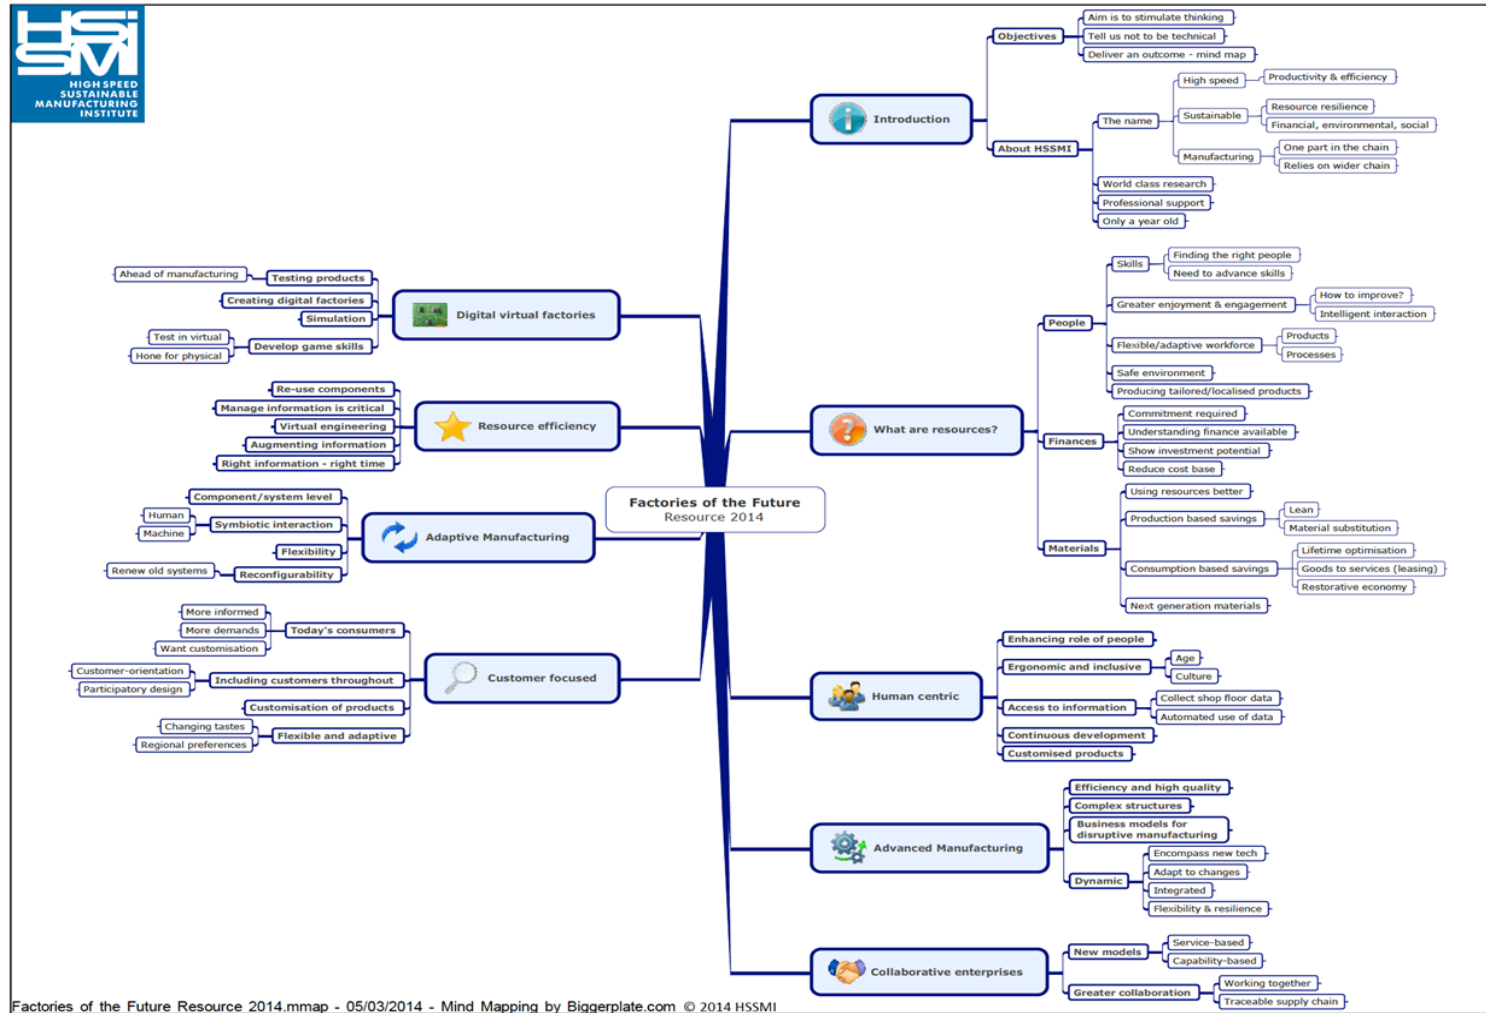 HSSMI
HIGH SPEED
SUSTAINABLE
MANUFACTURING
INSTITUTE
Factories of the Future
Resource 2014
Introduction
Objectives
Aim is to stimulate thinking
Tell us not to be technical
Deliver an outcome - mind map
About HSSMI
The name
High speed
Productivity & efficiency
Sustainable
Resource resilience
Financial, environmental, social
Manufacturing
One part in the chain
Relies on wider chain
World class research
Professional support
Only a year old
What are resources?
People
Skills
Finding the right people
Need to advance skills
Greater enjoyment & engagement
How to improve?
Intelligent interaction
Flexible/adaptive workforce
Products
Processes
Safe environment
Producing tailored/localised products
Finances
Commitment required
Understanding finance available
Show investment potential
Reduce cost base
Materials
Using resources better
Production based savings
Lean
Material substitution
Consumption based savings
Lifetime optimisation
Goods to services (leasing)
Restorative economy
Next generation materials
Human centric
Enhancing role of people
Ergonomic and inclusive
Age
Culture
Access to information
Collect shop floor data
Automated use of data
Continuous development
Customised products
Advanced Manufacturing
Efficiency and high quality
Complex structures
Business models for
disruptive manufacturing
Dynamic
Encompass new tech
Adapt to changes
Integrated
Flexibility & resilience
Collaborative enterprises
New models
Service-based
Capability-based
Greater collaboration
Working together
Traceable supply chain
Digital virtual factories
Testing products
Ahead of manufacturing
Creating digital factories
Simulation
Develop game skills
Test in virtual
Hone for physical
Resource efficiency
Re-use components
Manage information is critical
Virtual engineering
Augmenting information
Right information - right time
Adaptive Manufacturing
Component/system level
Symbiotic interaction
Human
Machine
Flexibility
Reconfigurability
Renew old systems
Customer focused
Today's consumers
More informed
More demands
Want customisation
Including customers throughout
Customer-orientation
Participatory design
Customisation of products
Flexible and adaptive
Changing tastes
Regional preferences
Factories of the Future Resource 2014.mmap - 05/03/2014 - Mind Mapping by Biggerplate.com © 2014 HSSMI